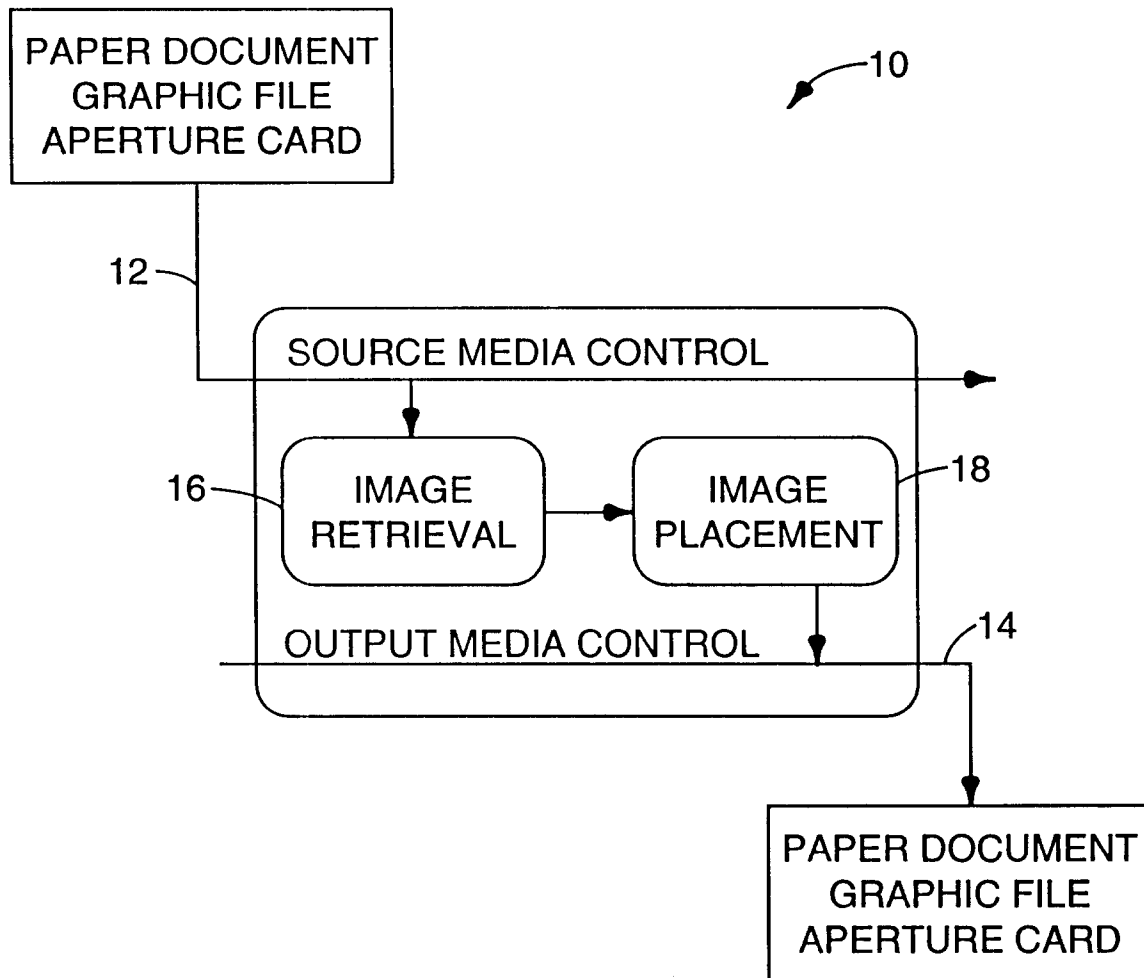 PAPER DOCUMENT
GRAPHIC FILE
APERTURE CARD
10
12
SOURCE MEDIA CONTROL
16
IMAGE
RETRIEVAL
IMAGE
PLACEMENT
18
OUTPUT MEDIA CONTROL
14
PAPER DOCUMENT
GRAPHIC FILE
APERTURE CARD